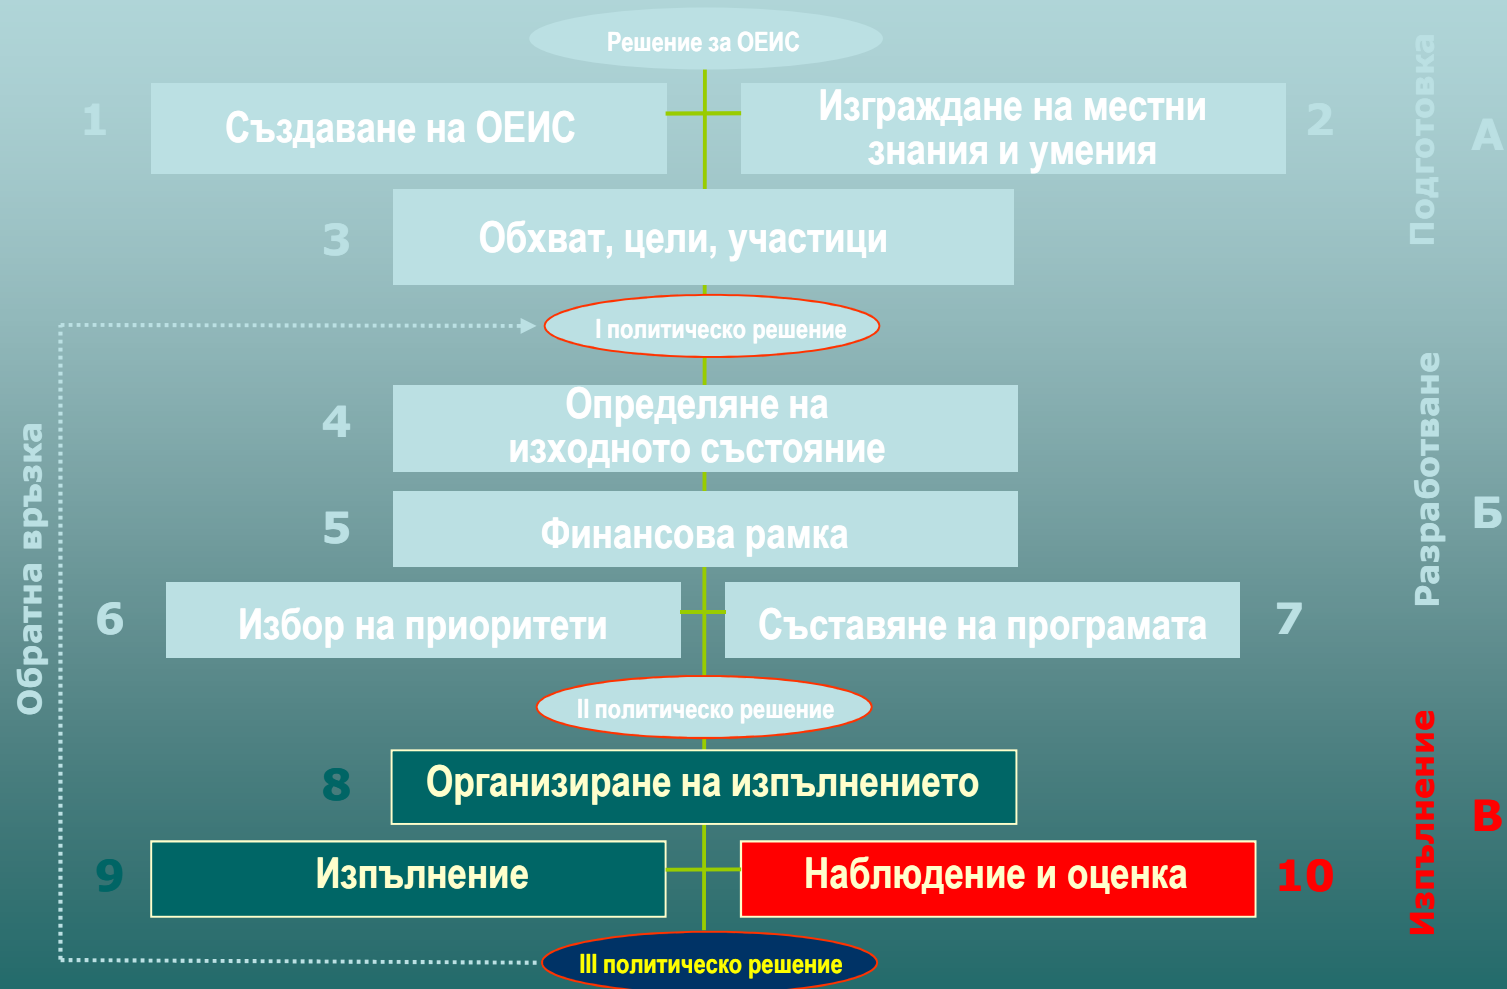 Решение за ОЕИС
1
Създаване на ОЕИС
Изграждане на местни
знания и умения
2
Подготовка
А
3
Обхват, цели, участици
I политическо решение
4
Определяне на
изходното състояние
5
Финансова рамка
Разработване
Б
Обратна връзка
6
Избор на приоритети
Съставяне на програмата
7
II политическо решение
8
Организиране на изпълнението
9
Изпълнение
Наблюдение и оценка
10
Изпълнение
В
III политическо решение